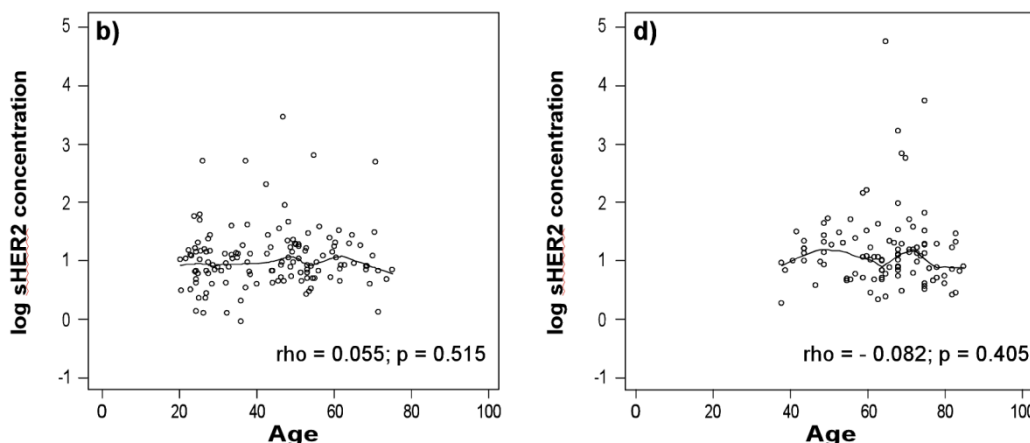 b)
log sHER2 concentration
5
4
3
2
1
0
-1
rho = 0.055; p = 0.515
0 20 40 60 80 100
Age
d)
log sHER2 concentration
5
4
3
2
1
0
-1
rho = - 0.082; p = 0.405
0 20 40 60 80 100
Age